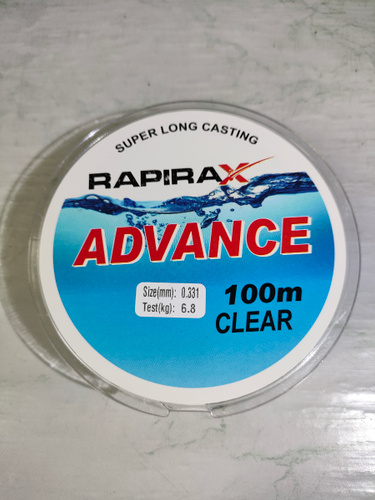 SUPER LONG CASTING
RAPIRAX
ADVANCE
Size(mm): 0.331
Test(kg): 6.8
100m
CLEAR